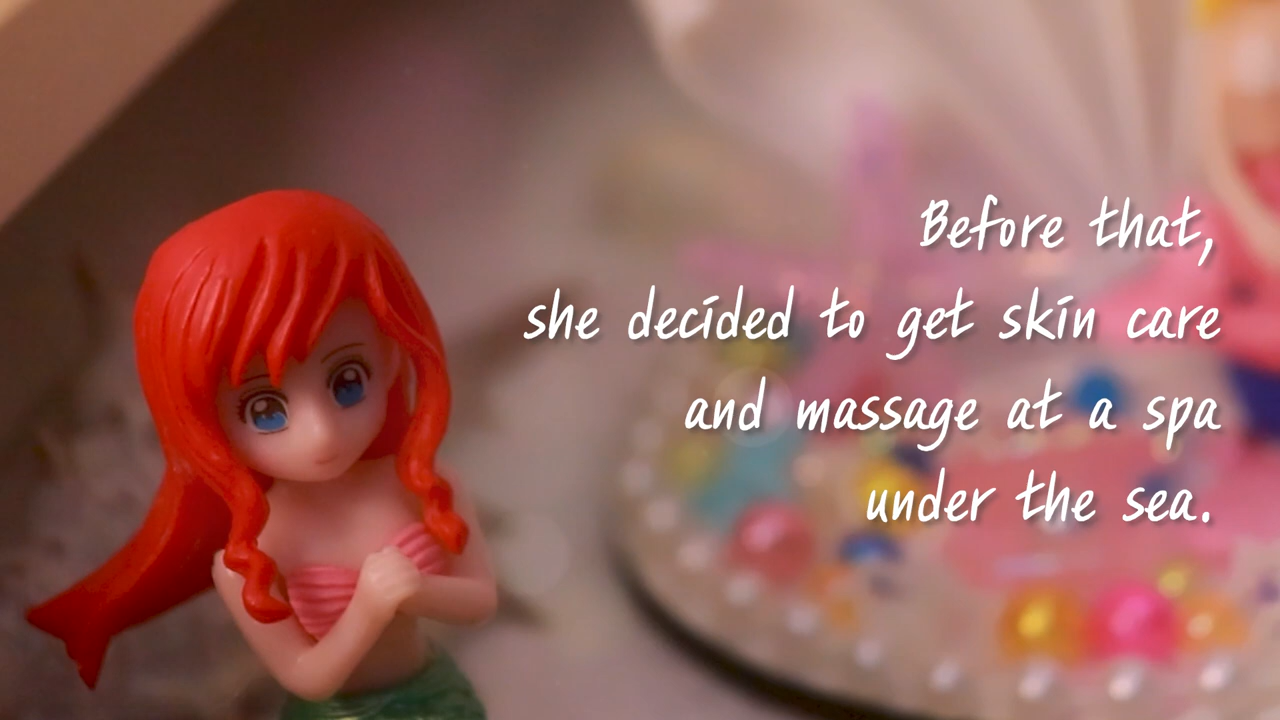 Before that,
she decided to get skin care
and massage at a spa
under the sea.